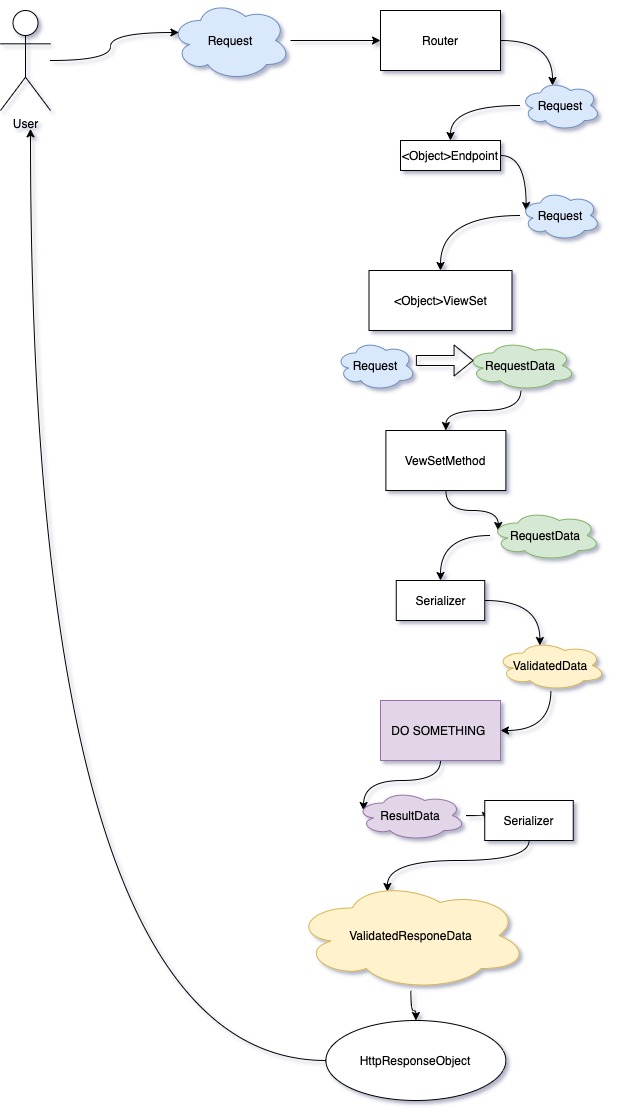 Request
Router
User
Request
<Object>Endpoint
Request
<Object>ViewSet
Request
RequestData
VewSetMethod
RequestData
Serializer
ValidatedData
DO SOMETHING
ResultData
Serializer
ValidatedResponeData
HttpResponseObject